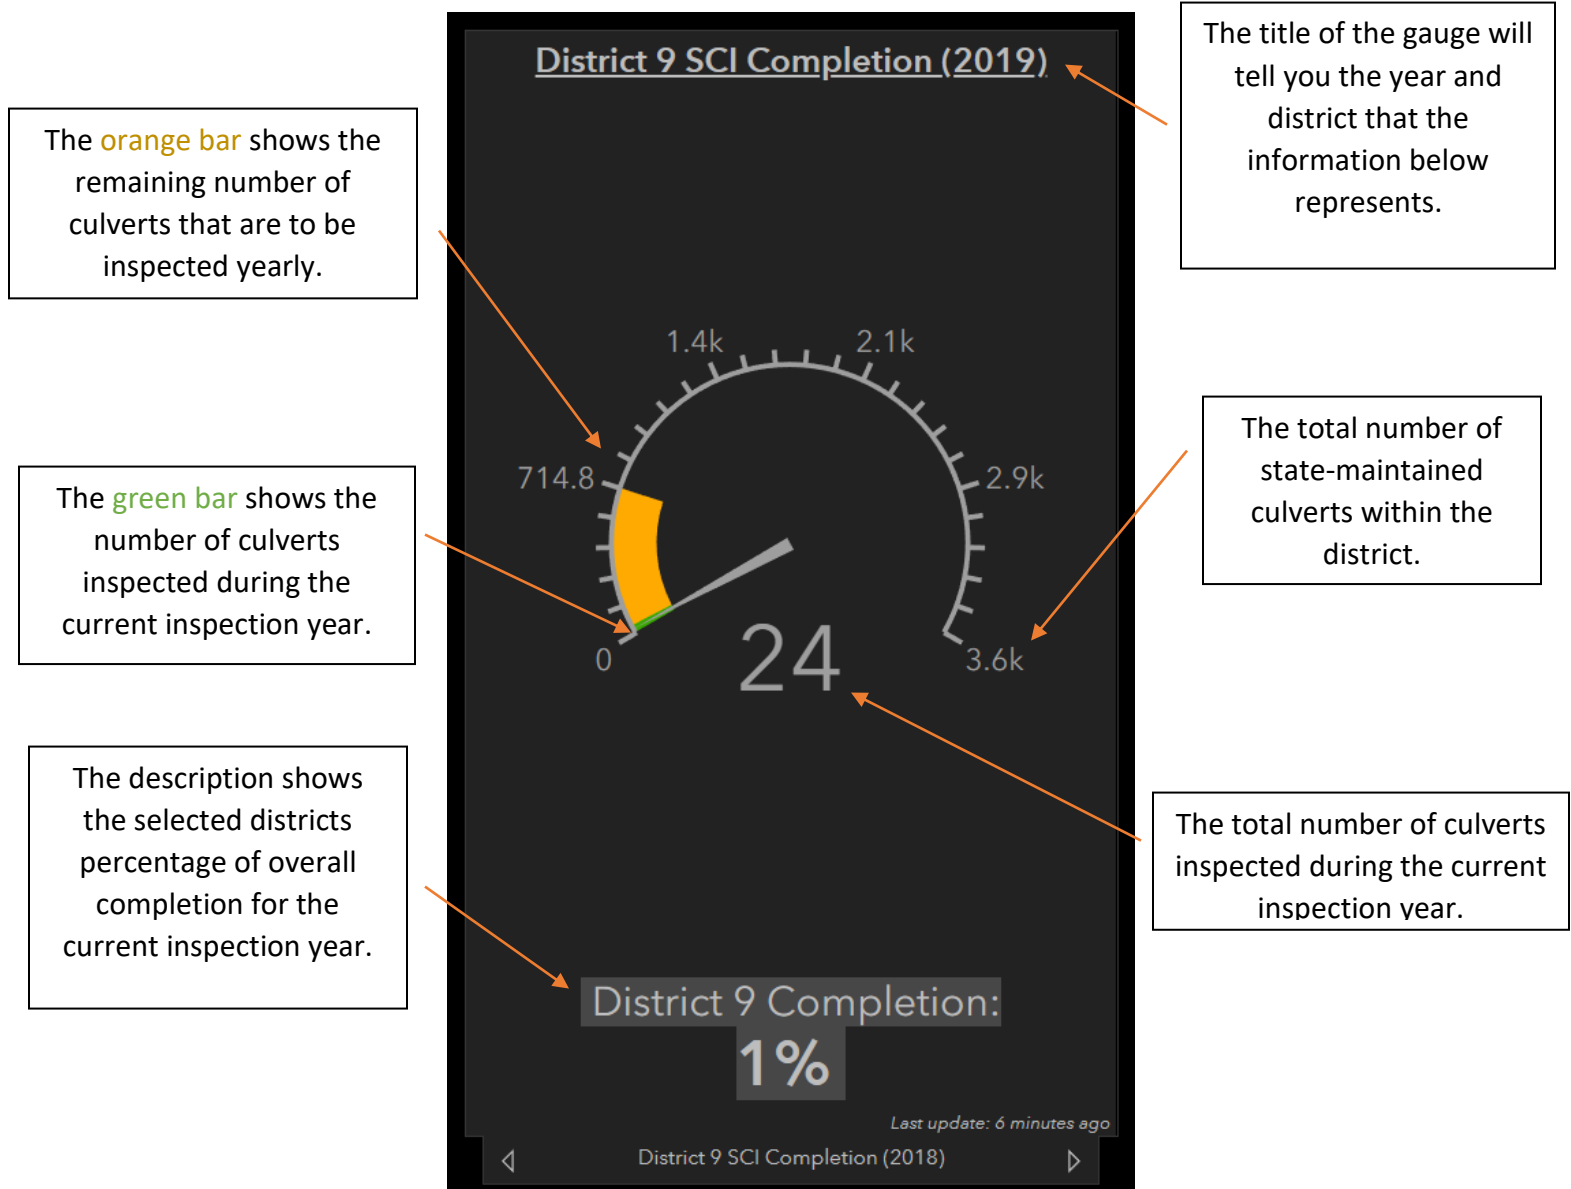 District 9 SCI Completion (2019)
The title of the gauge will
tell you the year and
district that the
information below
represents.
The orange bar shows the
remaining number of
culverts that are to be
inspected yearly.
1.4k
2.1k
714.8
2.9k
0
3.6k
24
The total number of
state-maintained
culverts within the
district.
The green bar shows the
number of culverts
inspected during the
current inspection year.
The description shows
the selected districts
percentage of overall
completion for the
current inspection year.
The total number of culverts
inspected during the current
inspection year.
District 9 Completion:
1%
Last update: 6 minutes ago
District 9 SCI Completion (2018)